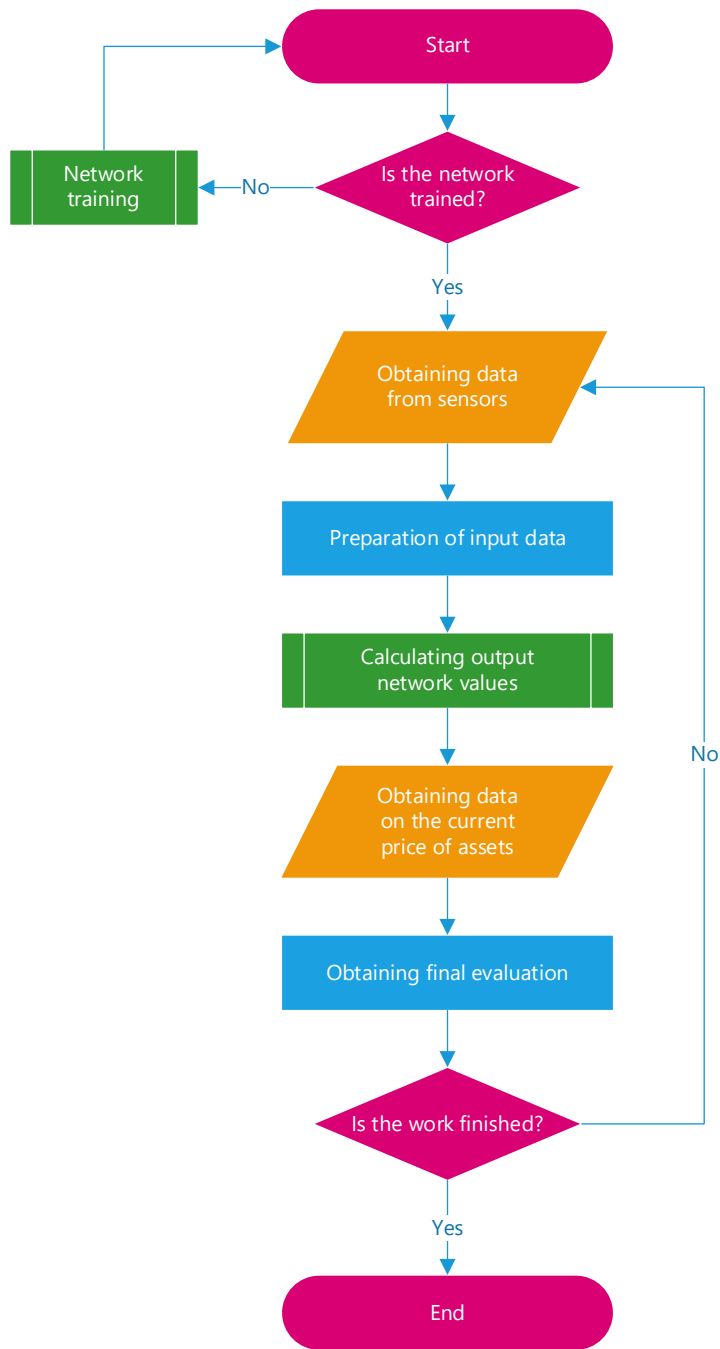 Start
Is the network
trained?
No
Network
training
Yes
Obtaining data
from sensors
Preparation of input data
Calculating output
network values
Obtaining data
on the current
price of assets
No
Obtaining final evaluation
Is the work finished?
Yes
End